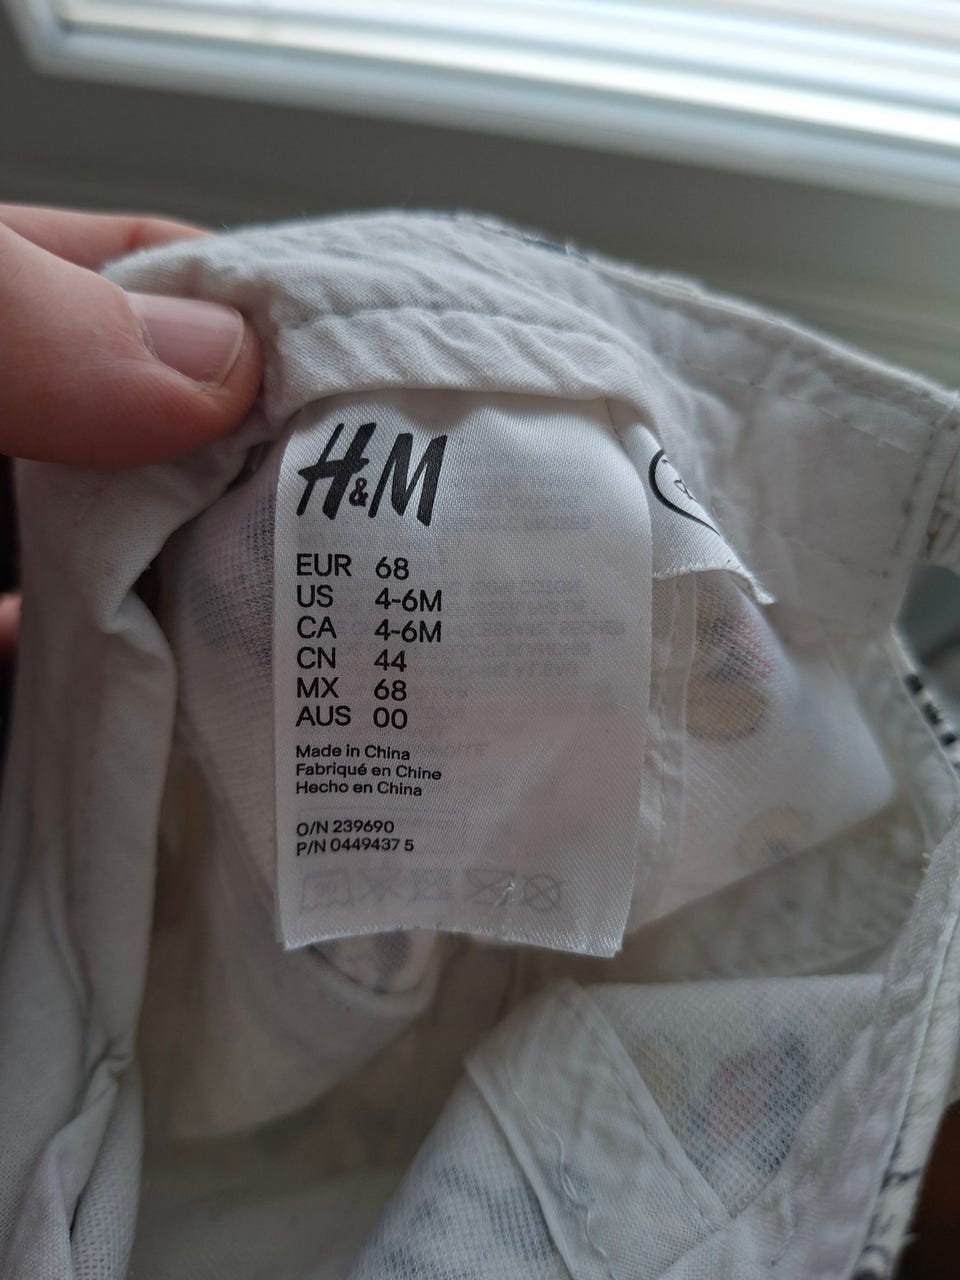 H&M
EUR 68
US 4-6M
CA 4-6M
CN 44
MX 68
AUS 00
Made in China
Fabriqué en Chine
Hecho en China
O/N 239690
P/N 0449437 5